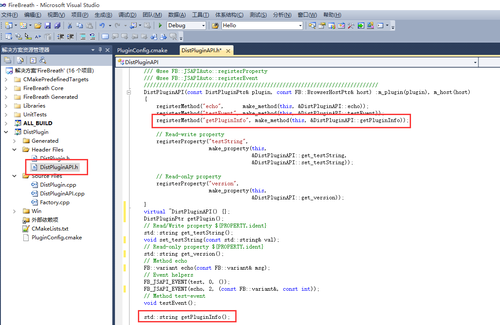 FireBreath - Microsoft Visual Studio
文件(F) 编辑(E) 视图(V) 项目(P) 生成(B) 调试(D) 团队(M) 数据(A) 工具(T) 体系结构(C) 测试(S) 分析(N) 窗口(W) 帮助(H)
Debug
Hello
解决方案资源管理器
PluginConfig.cmake
DistPluginAPI.h*
解决方案"FireBreath" (16 个项目)
CMakePredefinedTargets
FireBreath Core
FireBreath Generated
Libraries
UnitTests
ALL_BUILD
DistPlugin
Generated
Header Files
DistPlugin.h
DistPluginAPI.h
Source Files
DistPlugin.cpp
DistPluginAPI.cpp
Factory.cpp
Win
外部依赖项
CMakeLists.txt
PluginConfig.cmake
DistPluginAPI
/// @see FB::JSAPIAuto::registerProperty
/// @see FB::JSAPIAuto::registerEvent
DistPluginAPI(const DistPluginPtr& plugin, const FB::BrowserHostPtr& host) :m_plugin(plugin), m_host(host)
{
registerMethod("echo", make_method(this, &DistPluginAPI::echo));
registerMethod("testEvent", make_method(this, &DistPluginAPI::testEvent));
registerMethod("getPluginInfo", make_method(this, &DistPluginAPI::getPluginInfo));
// Read-write property
registerProperty("testString",
make_property(this,
&DistPluginAPI::get_testString,
&DistPluginAPI::set_testString));
// Read-only property
registerProperty("version",
make_property(this,
&DistPluginAPI::get_version));
}
virtual ~DistPluginAPI() {};
DistPluginPtr getPlugin();
// Read/Write property ${PROPERTY.ident}
std::string get_testString();
void set_testString(const std::string& val);
// Read-only property ${PROPERTY.ident}
std::string get_version();
// Method echo
FB::variant echo(const FB::variant& msg);
// Event helpers
FB_JSAPI_EVENT(test, 0, ());
FB_JSAPI_EVENT(echo, 2, (const FB::variant&, const int));
// Method test-event
void testEvent();
std::string getPluginInfo();